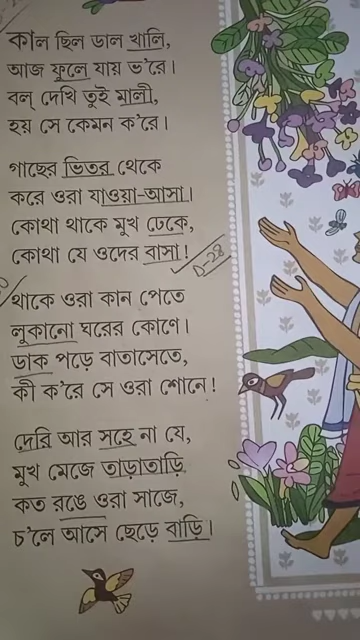 কাল ছিল ডাল খালি,
আজ ফুলে যায় ভ'রে।
বল্ দেখি তুই মালী,
হয় সে কেমন ক'রে।
গাছের ভিতর থেকে
করে ওরা যাওয়া-আসা।
কোথা থাকে মুখ ঢেকে,
কোথা যে ওদের বাসা!
থাকে ওরা কান পেতে
লুকানো ঘরের কোণে।
ডাক পড়ে বাতাসেতে,
কী ক'রে সে ওরা শোনে!
দেরি আর সহে না যে,
মুখ মেজে তাড়াতাড়ি
কত রঙে ওরা সাজে,
চ'লে আসে ছেড়ে বাড়ি।